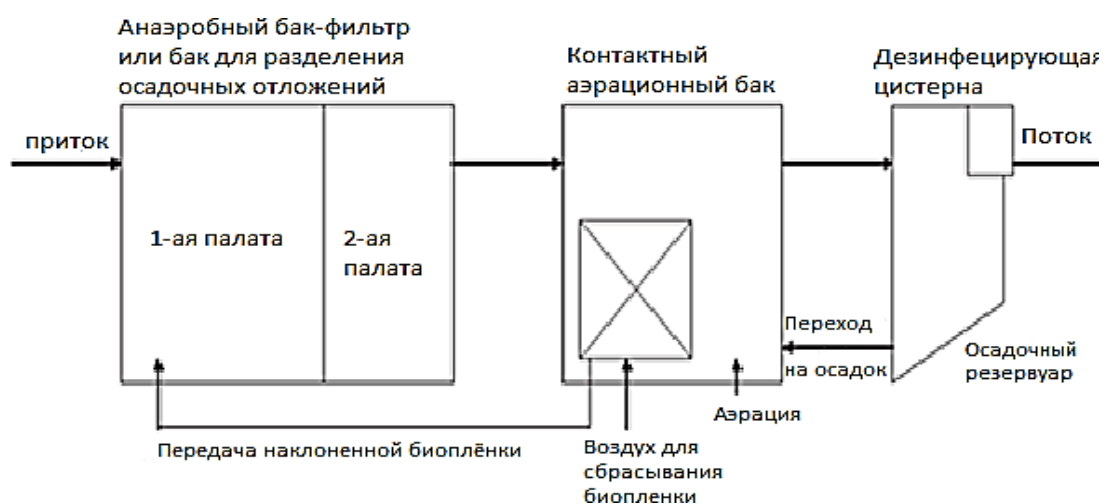 Анаэробный бак-фильтр
или бак для разделения
осадочных отложений
Контактный
аэрационный бак
Дезинфецирующая
цистерна
приток
Поток
1-ая палата
2-ая
палата
Переход
на осадок
Осадочный
резервуар
Аэрация
Передача наклоненной биоплёнки
Воздух для
сбрасывания
биопленки